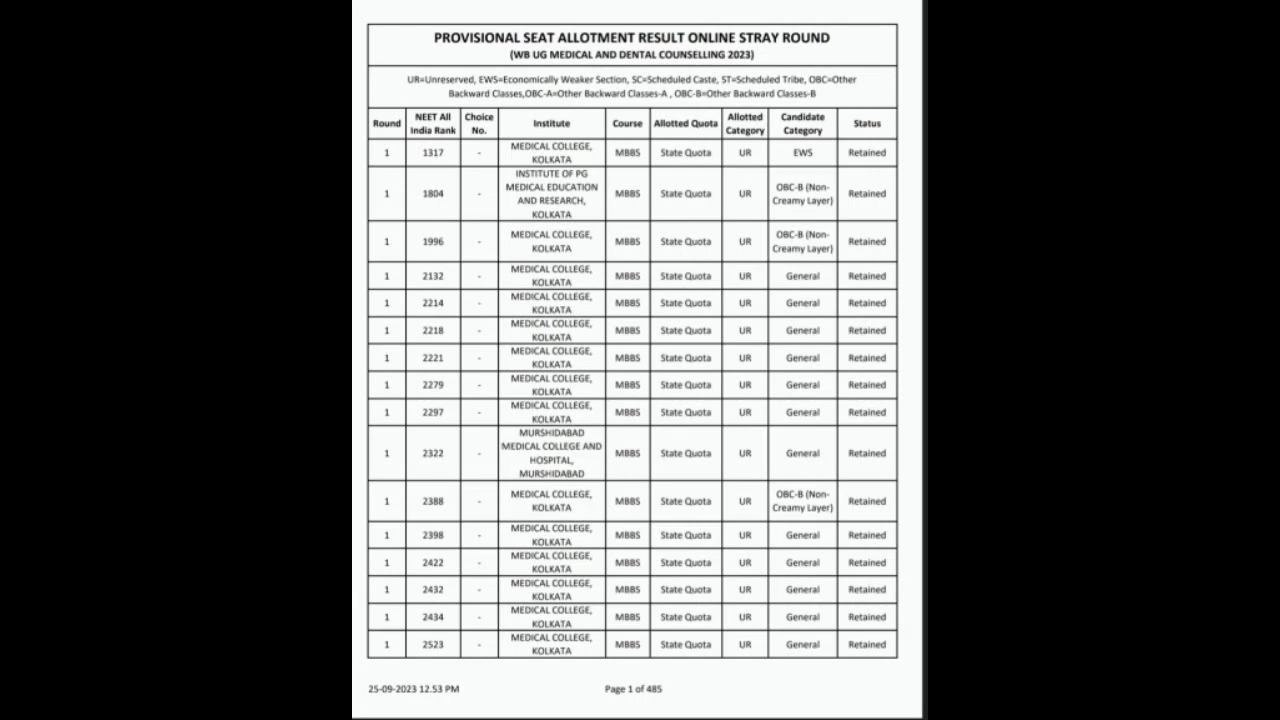 PROVISIONAL SEAT ALLOTMENT RESULT ONLINE STRAY ROUND
(WB UG MEDICAL AND DENTAL COUNSELLING 2023)
UR=Unreserved, EWS=Economically Weaker Section, SC=Scheduled Caste, ST=Scheduled Tribe, OBC=Other
Backward Classes,OBC-A=Other Backward Classes-A , OBC-B=Other Backward Classes-B
Round NEET All India Rank Choice No. Institute Course Allotted Quota Allotted Category Candidate Category Status
1 1317 - MEDICAL COLLEGE, KOLKATA MBBS State Quota UR EWS Retained
1 1804 - INSTITUTE OF PG MEDICAL EDUCATION AND RESEARCH, KOLKATA MBBS State Quota UR OBC-B (Non-Creamy Layer) Retained
1 1996 - MEDICAL COLLEGE, KOLKATA MBBS State Quota UR OBC-B (Non-Creamy Layer) Retained
1 2132 - MEDICAL COLLEGE, KOLKATA MBBS State Quota UR General Retained
1 2214 - MEDICAL COLLEGE, KOLKATA MBBS State Quota UR General Retained
1 2218 - MEDICAL COLLEGE, KOLKATA MBBS State Quota UR General Retained
1 2221 - MEDICAL COLLEGE, KOLKATA MBBS State Quota UR General Retained
1 2279 - MEDICAL COLLEGE, KOLKATA MBBS State Quota UR General Retained
1 2297 - MEDICAL COLLEGE, KOLKATA MBBS State Quota UR General Retained
1 2322 - MURSHIDABAD MEDICAL COLLEGE AND HOSPITAL, MURSHIDABAD MBBS State Quota UR General Retained
1 2388 - MEDICAL COLLEGE, KOLKATA MBBS State Quota UR OBC-B (Non-Creamy Layer) Retained
1 2398 - MEDICAL COLLEGE, KOLKATA MBBS State Quota UR General Retained
1 2422 - MEDICAL COLLEGE, KOLKATA MBBS State Quota UR General Retained
1 2432 - MEDICAL COLLEGE, KOLKATA MBBS State Quota UR General Retained
1 2434 - MEDICAL COLLEGE, KOLKATA MBBS State Quota UR General Retained
1 2523 - MEDICAL COLLEGE, KOLKATA MBBS State Quota UR General Retained
25-09-2023 12.53 PM Page 1 of 485